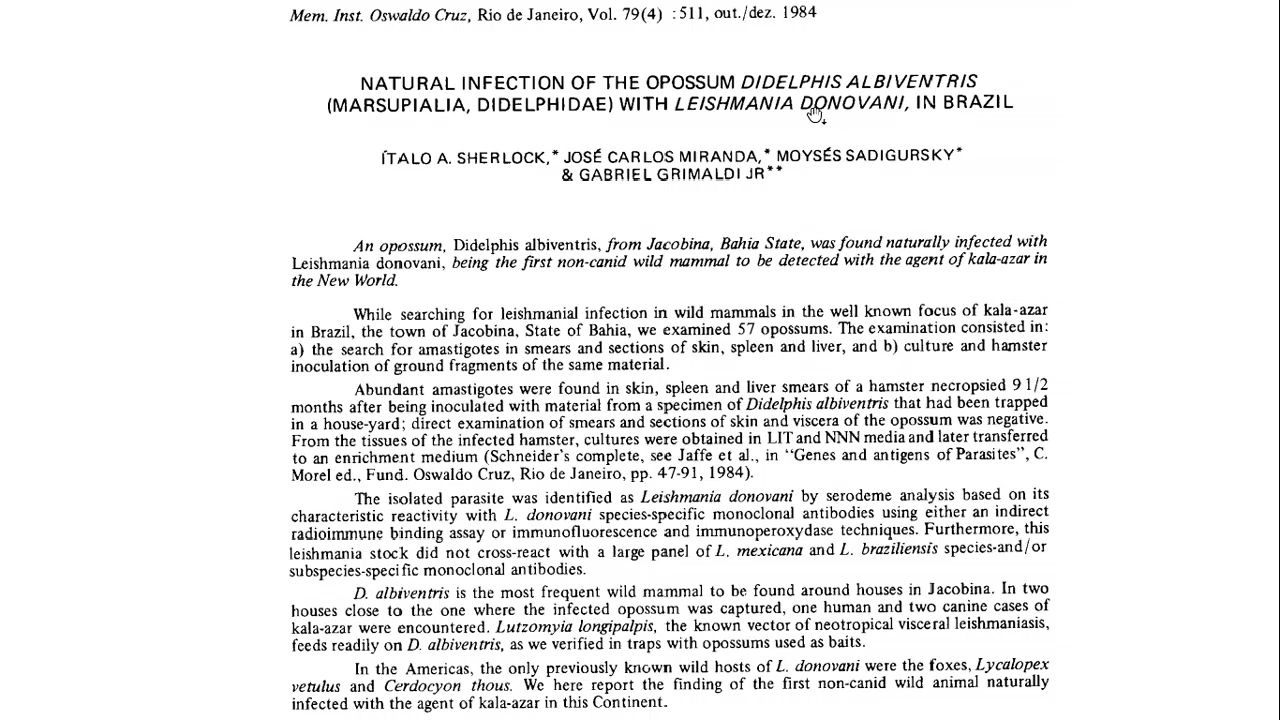 Mem. Inst. Oswaldo Cruz, Rio de Janeiro, Vol. 79(4) :511, out./dez. 1984
NATURAL INFECTION OF THE OPOSSUM DIDELPHIS ALBIVENTRIS
(MARSUPIALIA, DIDELPHIDAE) WITH LEISHMANIA DONOVANI, IN BRAZIL
ÍTALO A. SHERLOCK,* JOSÉ CARLOS MIRANDA,* MOYSÉS SADIGURSKY*
& GABRIEL GRIMALDI JR**
An opossum, Didelphis albiventris, from Jacobina, Bahia State, was found naturally infected with
Leishmania donovani, being the first non-canid wild mammal to be detected with the agent of kala-azar in
the New World.
While searching for leishmanial infection in wild mammals in the well known focus of kala-azar
in Brazil, the town of Jacobina, State of Bahia, we examined 57 opossums. The examination consisted in:
a) the search for amastigotes in smears and sections of skin, spleen and liver, and b) culture and hamster
inoculation of ground fragments of the same material.
Abundant amastigotes were found in skin, spleen and liver smears of a hamster necropsied 9 1/2
months after being inoculated with material from a specimen of Didelphis albiventris that had been trapped
in a house-yard; direct examination of smears and sections of skin and viscera of the opossum was negative.
From the tissues of the infected hamster, cultures were obtained in LIT and NNN media and later transferred
to an enrichment medium (Schneider's complete, see Jaffe et al., in "Genes and antigens of Parasites", C.
Morel ed., Fund. Oswaldo Cruz, Rio de Janeiro, pp. 47-91, 1984).
The isolated parasite was identified as Leishmania donovani by serodeme analysis based on its
characteristic reactivity with L. donovani species-specific monoclonal antibodies using either an indirect
radioimmune binding assay or immunofluorescence and immunoperoxydase techniques. Furthermore, this
leishmania stock did not cross-react with a large panel of L. mexicana and L. braziliensis species-and/or
subspecies-specific monoclonal antibodies.
D. albiventris is the most frequent wild mammal to be found around houses in Jacobina. In two
houses close to the one where the infected opossum was captured, one human and two canine cases of
kala-azar were encountered. Lutzomyia longipalpis, the known vector of neotropical visceral leishmaniasis,
feeds readily on D. albiventris, as we verified in traps with opossums used as baits.
In the Americas, the only previously known wild hosts of L. donovani were the foxes, Lycalopex
vetulus and Cerdocyon thous. We here report the finding of the first non-canid wild animal naturally
infected with the agent of kala-azar in this Continent.